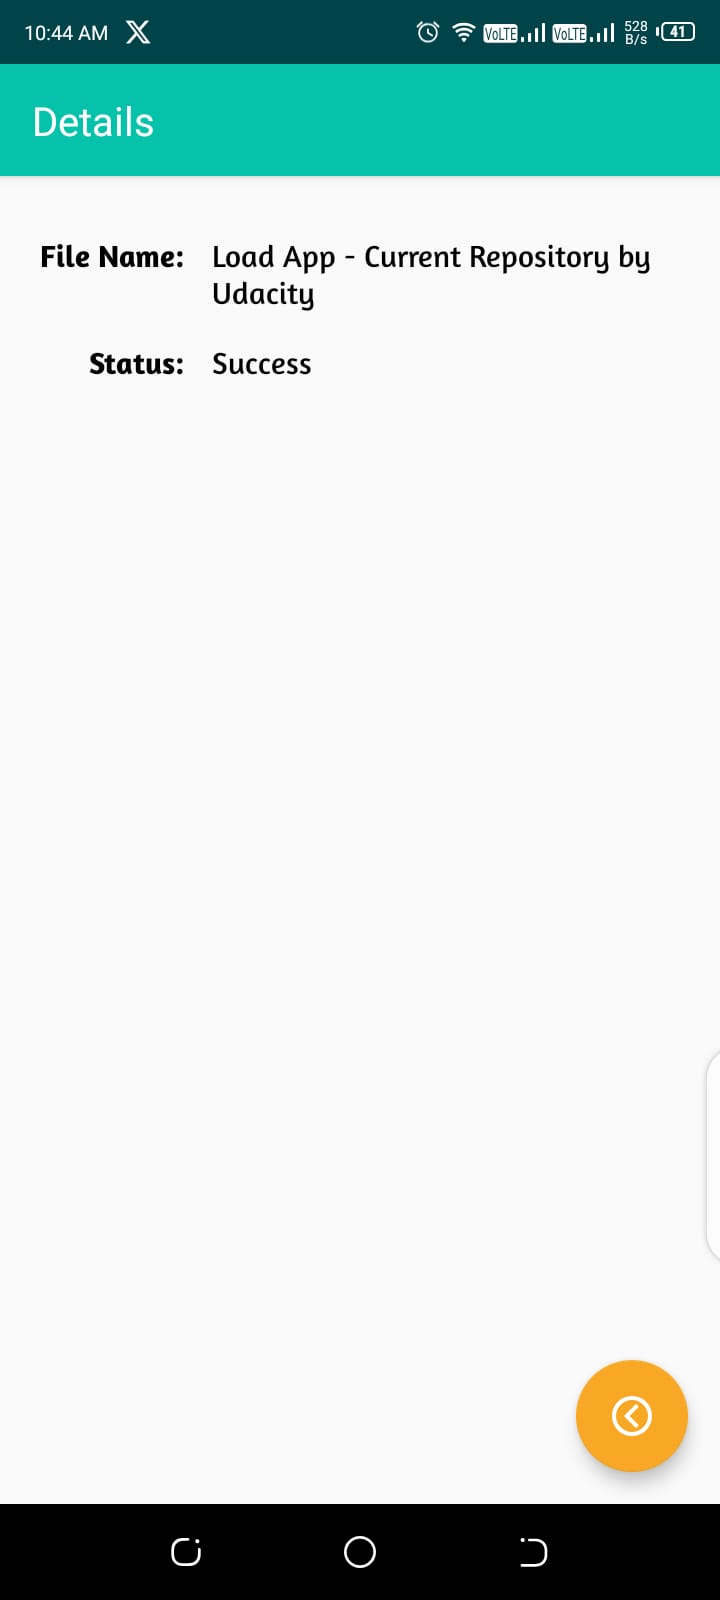 10:44 AM VoLTE VoLTE 528 B/s 41
Details
File Name: Load App - Current Repository by
Udacity
Status: Success